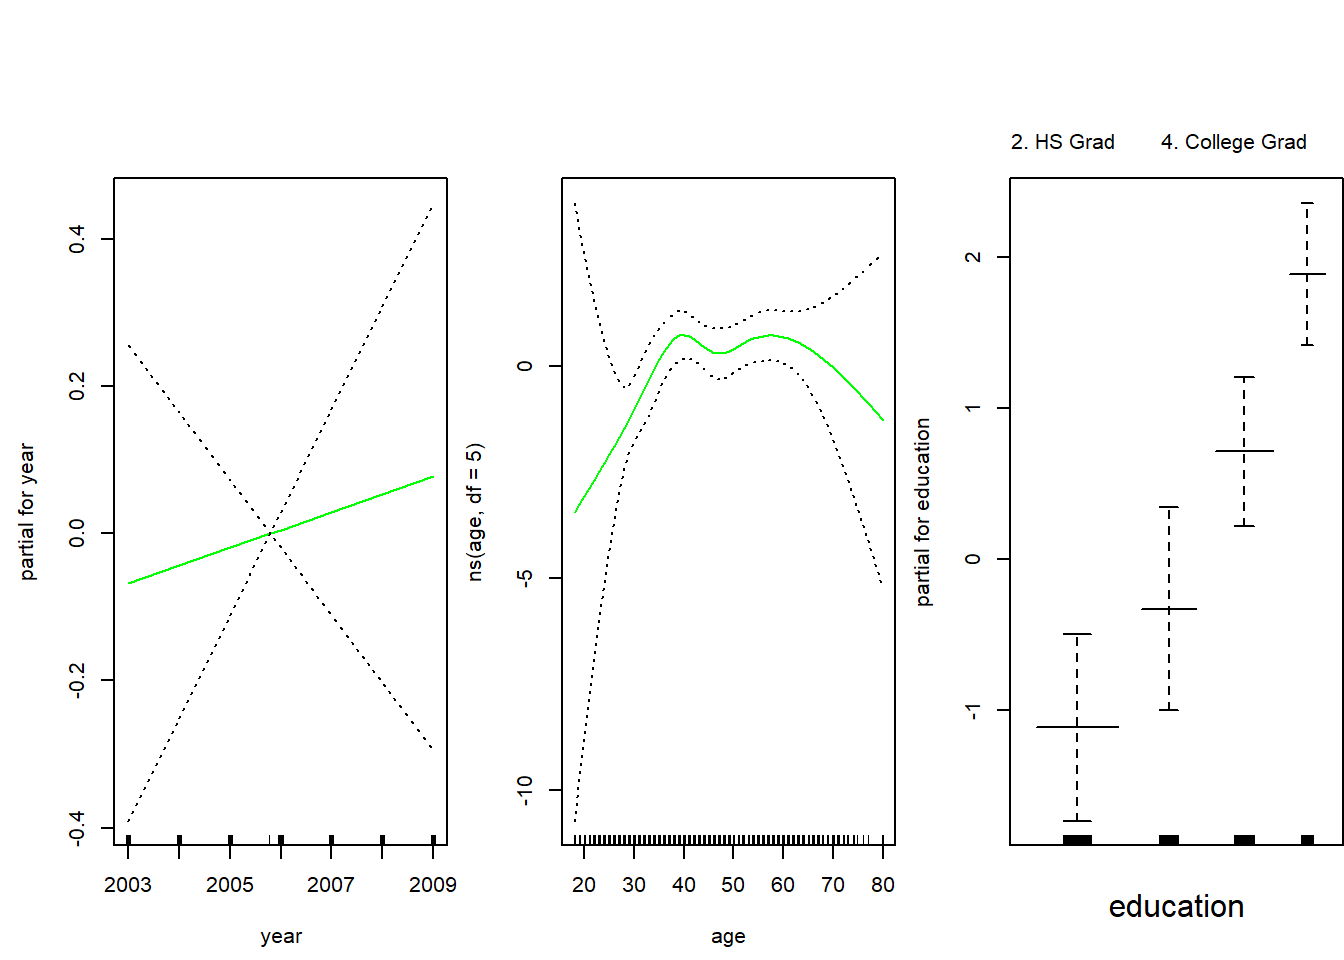 partial for year
0.4
0.2
0.0
-0.2
-0.4
2003 2005 2007 2009
year
ns(age, df = 5)
0
-5
-10
20 30 40 50 60 70 80
age
2. HS Grad 4. College Grad
partial for education
2
1
0
-1
education